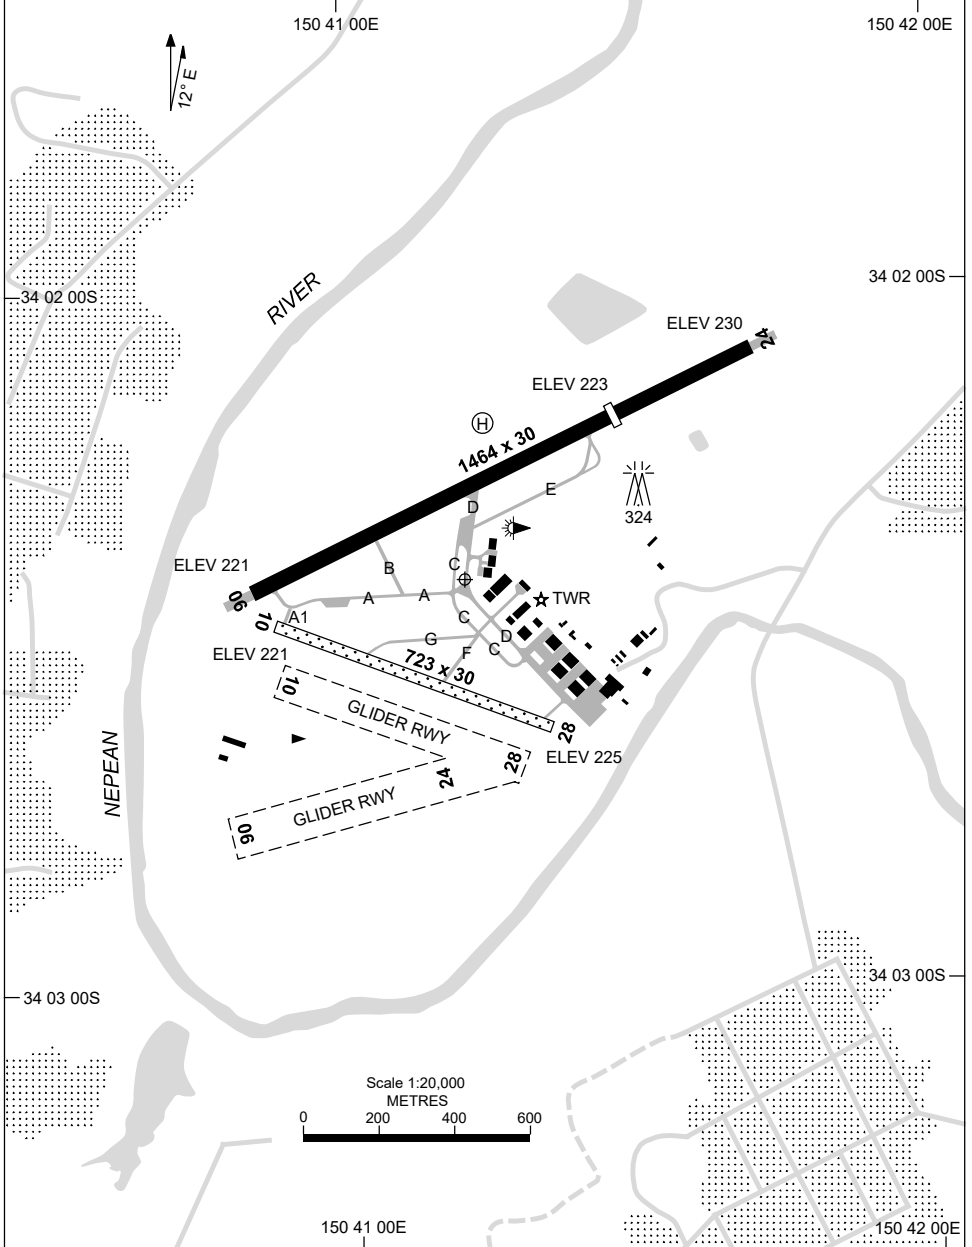 150 41 00E
150 42 00E
12° E
34 02 00S
RIVER
34 02 00S
ELEV 230
24
ELEV 223
H
1464 x 30
E
D
324
ELEV 221
B
C
06
A
A
TWR
A1
10
C
G
D
F
C
ELEV 221
723 x 30
10
GLIDER RWY
28
ELEV 225
28
24
NEPEAN
GLIDER RWY
06
34 03 00S
34 03 00S
Scale 1:20,000
METRES
0 200 400 600
150 41 00E
150 42 00E